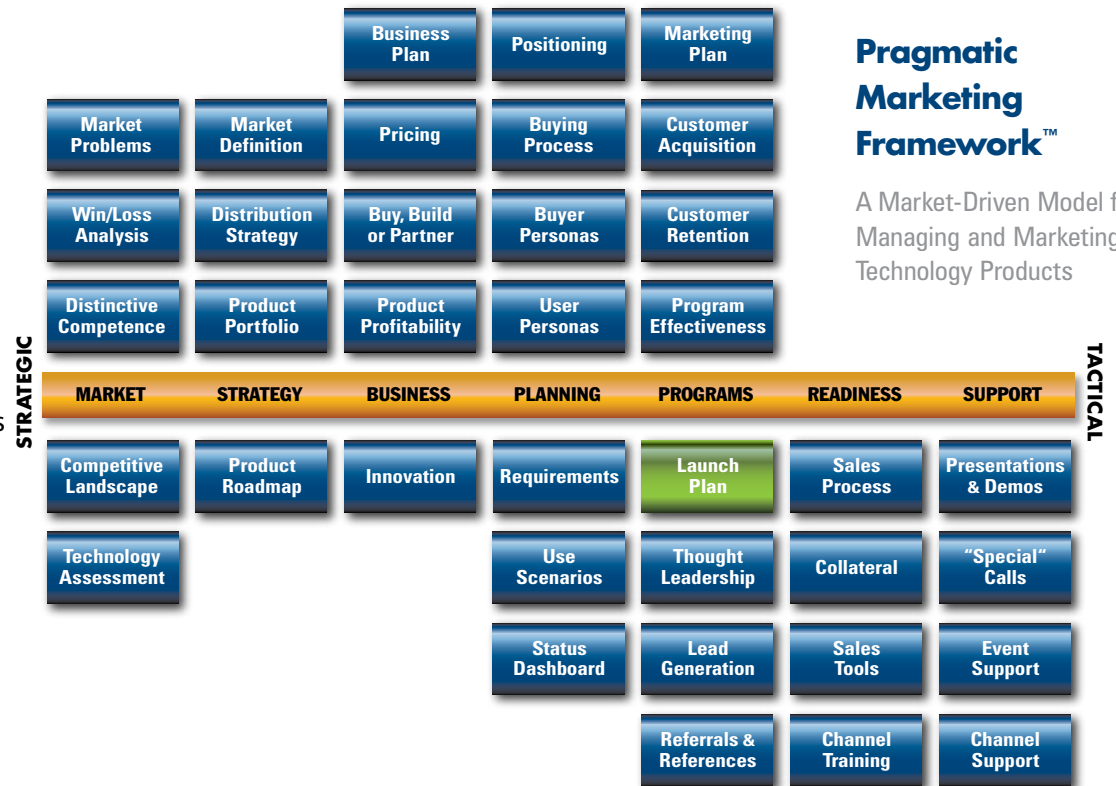 Business
Plan
Positioning
Marketing
Plan
Pragmatic
Marketing
Framework™
A Market-Driven Model f
Managing and Marketing
Technology Products
Market
Problems
Market
Definition
Pricing
Buying
Process
Customer
Acquisition
Win/Loss
Analysis
Distribution
Strategy
Buy, Build
or Partner
Buyer
Personas
Customer
Retention
Distinctive
Competence
Product
Portfolio
Product
Profitability
User
Personas
Program
Effectiveness
STRATEGIC
MARKET
STRATEGY
BUSINESS
PLANNING
PROGRAMS
READINESS
SUPPORT
TACTICAL
Competitive
Landscape
Product
Roadmap
Innovation
Requirements
Launch
Plan
Sales
Process
Presentations
& Demos
Technology
Assessment
Use
Scenarios
Thought
Leadership
Collateral
“Special“
Calls
Status
Dashboard
Lead
Generation
Sales
Tools
Event
Support
Referrals &
References
Channel
Training
Channel
Support